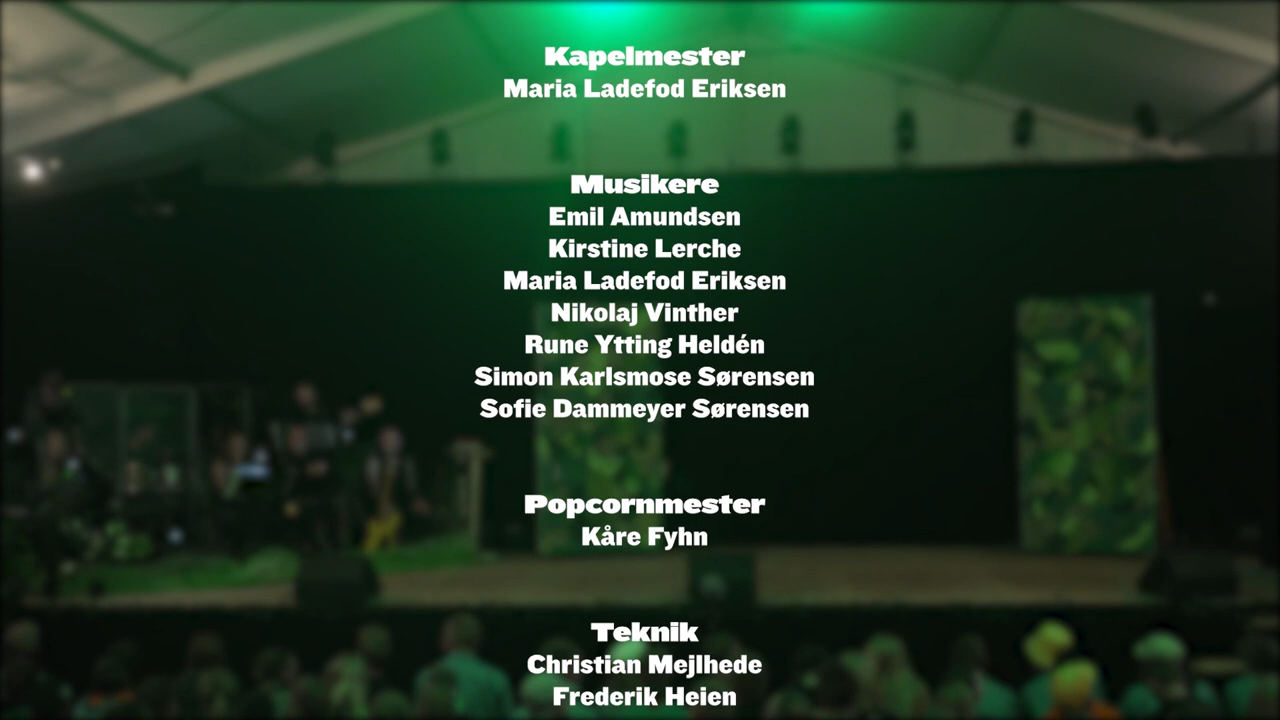 Kapelmester
Maria Ladefod Eriksen
Musikere
Emil Amundsen
Kirstine Lerche
Maria Ladefod Eriksen
Nikolaj Vinther
Rune Ytting Heldén
Simon Karlsmose Sørensen
Sofie Dammeyer Sørensen
Popcornmester
Kåre Fyhn
Teknik
Christian Mejlhede
Frederik Heien